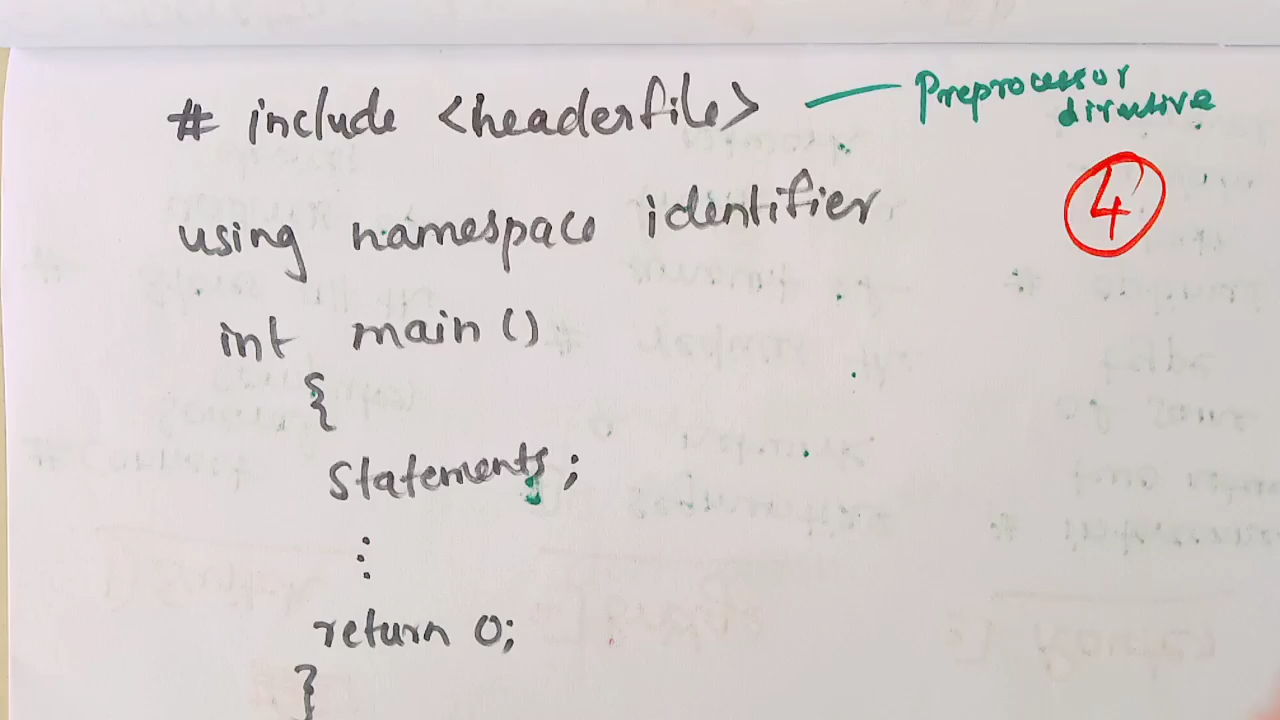 # include <headerfile> — Preprocessor
directive
4
using namespace identifier
int main ()
{
Statements;
:
return 0;
}